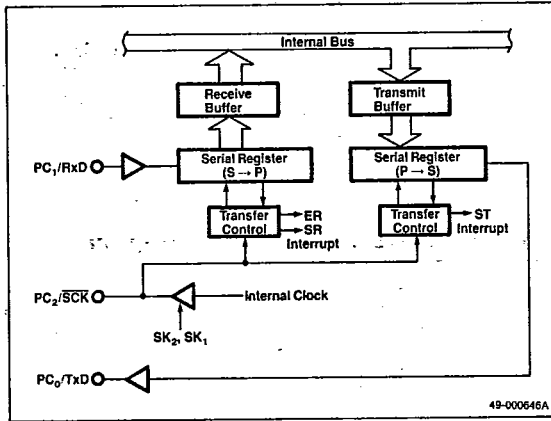 Internal Bus
Receive
Buffer
Transmit
Buffer
PC₁/RxD
Serial Register
(S → P)
Serial Register
(P → S)
Transfer
Control
ER
SR
Interrupt
Transfer
Control
ST
Interrupt
PC₂/S̅C̅K̅
Internal Clock
SK₂, SK₁
PC₀/TxD
49-000646A